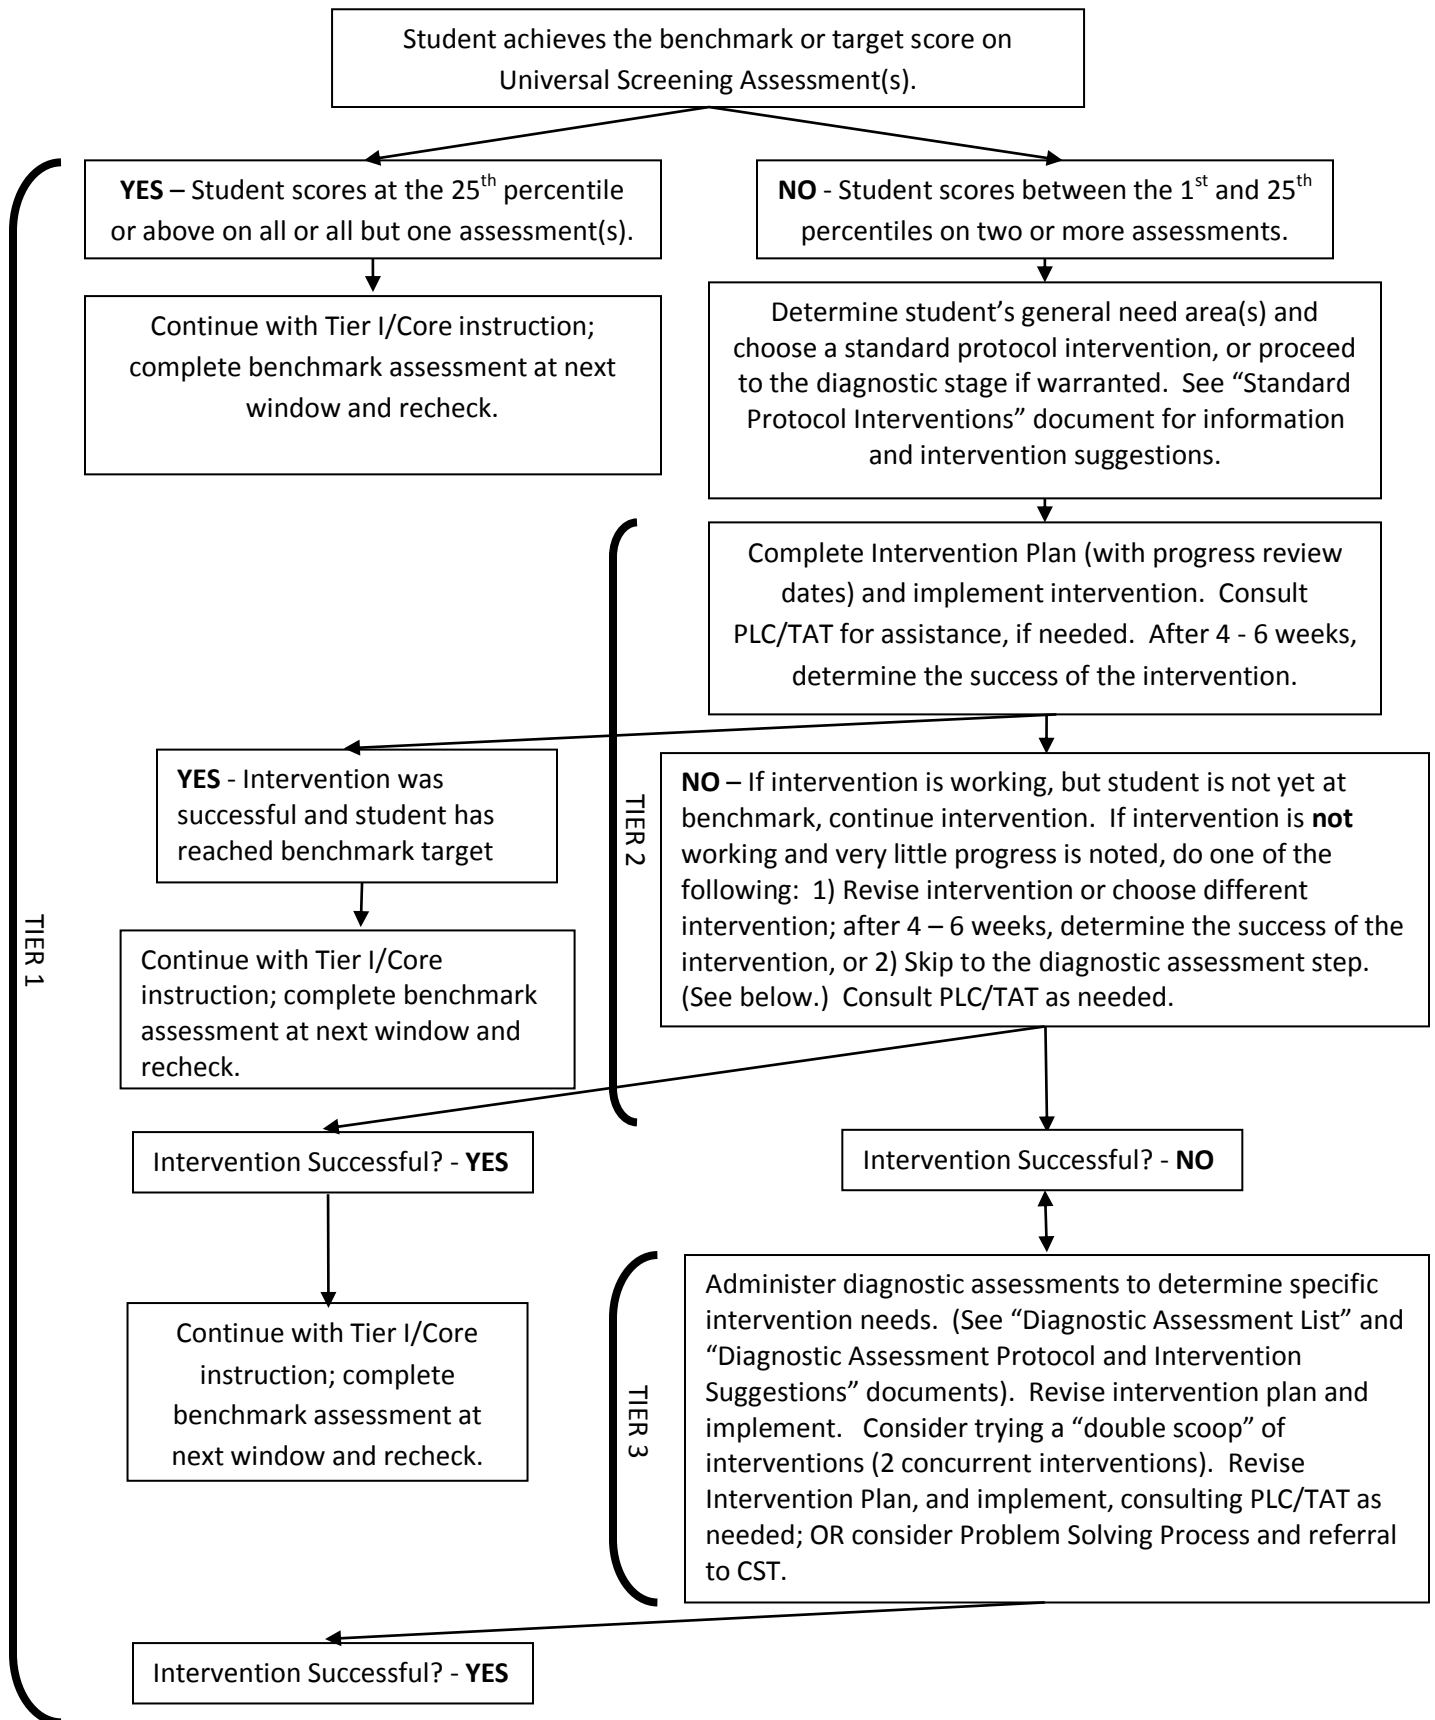 Student achieves the benchmark or target score on
Universal Screening Assessment(s).
YES – Student scores at the 25th percentile
or above on all or all but one assessment(s).
NO - Student scores between the 1st and 25th
percentiles on two or more assessments.
Continue with Tier I/Core instruction;
complete benchmark assessment at next
window and recheck.
Determine student's general need area(s) and
choose a standard protocol intervention, or proceed
to the diagnostic stage if warranted.  See “Standard
Protocol Interventions” document for information
and intervention suggestions.
Complete Intervention Plan (with progress review
dates) and implement intervention.  Consult
PLC/TAT for assistance, if needed.  After 4 - 6 weeks,
determine the success of the intervention.
YES - Intervention was
successful and student has
reached benchmark target
TIER 2
NO – If intervention is working, but student is not yet at
benchmark, continue intervention.  If intervention is not
working and very little progress is noted, do one of the
following:  1) Revise intervention or choose different
intervention; after 4 – 6 weeks, determine the success of the
intervention, or 2) Skip to the diagnostic assessment step.
(See below.)  Consult PLC/TAT as needed.
TIER 1
Continue with Tier I/Core
instruction; complete benchmark
assessment at next window and
recheck.
Intervention Successful? - YES
Intervention Successful? - NO
Continue with Tier I/Core
instruction; complete
benchmark assessment at
next window and recheck.
TIER 3
Administer diagnostic assessments to determine specific
intervention needs.  (See “Diagnostic Assessment List” and
“Diagnostic Assessment Protocol and Intervention
Suggestions” documents).  Revise intervention plan and
implement.   Consider trying a “double scoop” of
interventions (2 concurrent interventions).  Revise
Intervention Plan, and implement, consulting PLC/TAT as
needed; OR consider Problem Solving Process and referral
to CST.
Intervention Successful? - YES